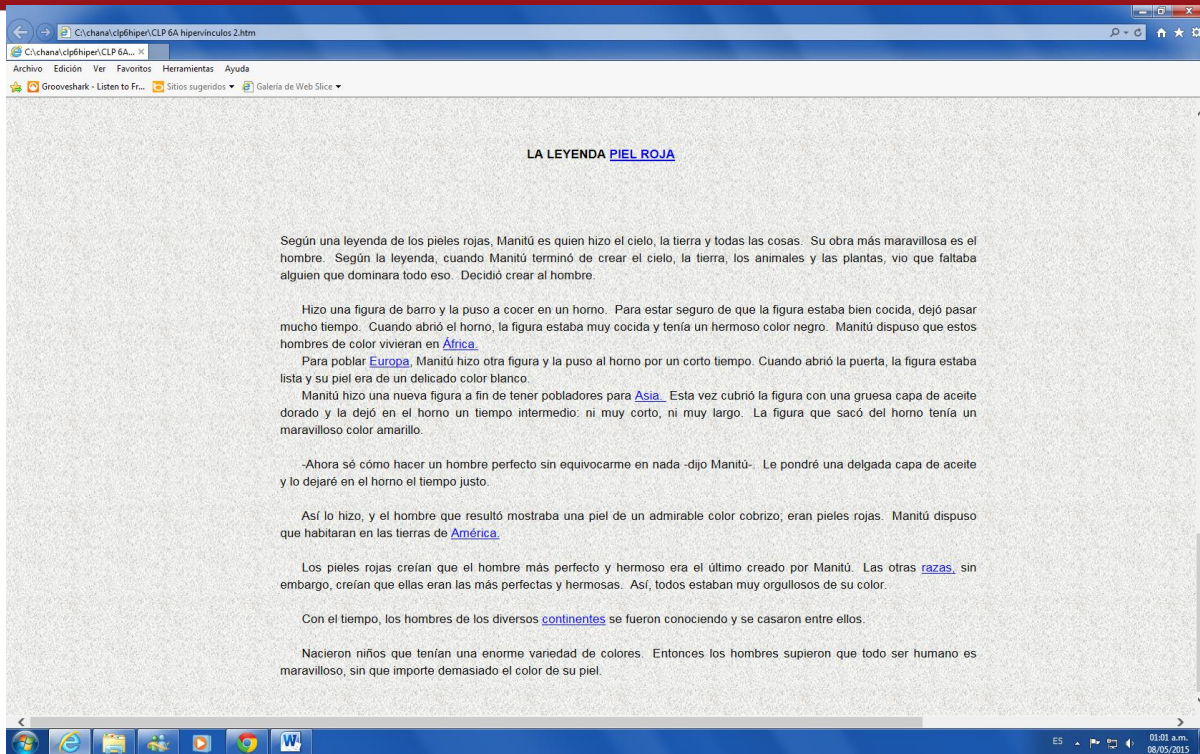 C:\chana\clp6hiper\CLP 6A hipervinculos 2.htm
C:\chana\clp6hiper\CLP 6A...
Archivo Edición Ver Favoritos Herramientas Ayuda
Grooveshark - Listen to Fr... Sitios sugeridos Galería de Web Slice
LA LEYENDA PIEL ROJA
Según una leyenda de los pieles rojas, Manitú es quien hizo el cielo, la tierra y todas las cosas. Su obra más maravillosa es el
hombre. Según la leyenda, cuando Manitú terminó de crear el cielo, la tierra, los animales y las plantas, vio que faltaba
alguien que dominara todo eso. Decidió crear al hombre.
Hizo una figura de barro y la puso a cocer en un horno. Para estar seguro de que la figura estaba bien cocida, dejó pasar
mucho tiempo. Cuando abrió el horno, la figura estaba muy cocida y tenía un hermoso color negro. Manitú dispuso que estos
hombres de color vivieran en África.
Para poblar Europa, Manitú hizo otra figura y la puso al horno por un corto tiempo. Cuando abrió la puerta, la figura estaba
lista y su piel era de un delicado color blanco.
Manitú hizo una nueva figura a fin de tener pobladores para Asia. Esta vez cubrió la figura con una gruesa capa de aceite
dorado y la dejó en el horno un tiempo intermedio: ni muy corto, ni muy largo. La figura que sacó del horno tenía un
maravilloso color amarillo.
-Ahora sé cómo hacer un hombre perfecto sin equivocarme en nada -dijo Manitú-. Le pondré una delgada capa de aceite
y lo dejaré en el horno el tiempo justo.
Así lo hizo, y el hombre que resultó mostraba una piel de un admirable color cobrizo; eran pieles rojas. Manitú dispuso
que habitaran en las tierras de América.
Los pieles rojas creían que el hombre más perfecto y hermoso era el último creado por Manitú. Las otras razas, sin
embargo, creían que ellas eran las más perfectas y hermosas. Así, todos estaban muy orgullosos de su color.
Con el tiempo, los hombres de los diversos continentes se fueron conociendo y se casaron entre ellos.
Nacieron niños que tenían una enorme variedad de colores. Entonces los hombres supieron que todo ser humano es
maravilloso, sin que importe demasiado el color de su piel.
ES
01:01 a.m.
08/05/2015